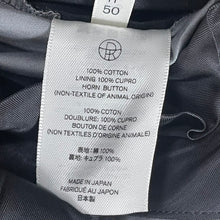 50
100% COTTON
LINING 100% CUPRO
HORN BUTTON
(NON-TEXTILE OF ANIMAL ORIGIN)
100% COTON
DOUBLURE: 100% CUPRO
BOUTON DE CORNE
(NON-TEXTILES D'ORIGINE ANIMALE)
表地: 綿 100%
裏地: キュプラ 100%
MADE IN JAPAN
FABRIQUÉ AU JAPON
日本製